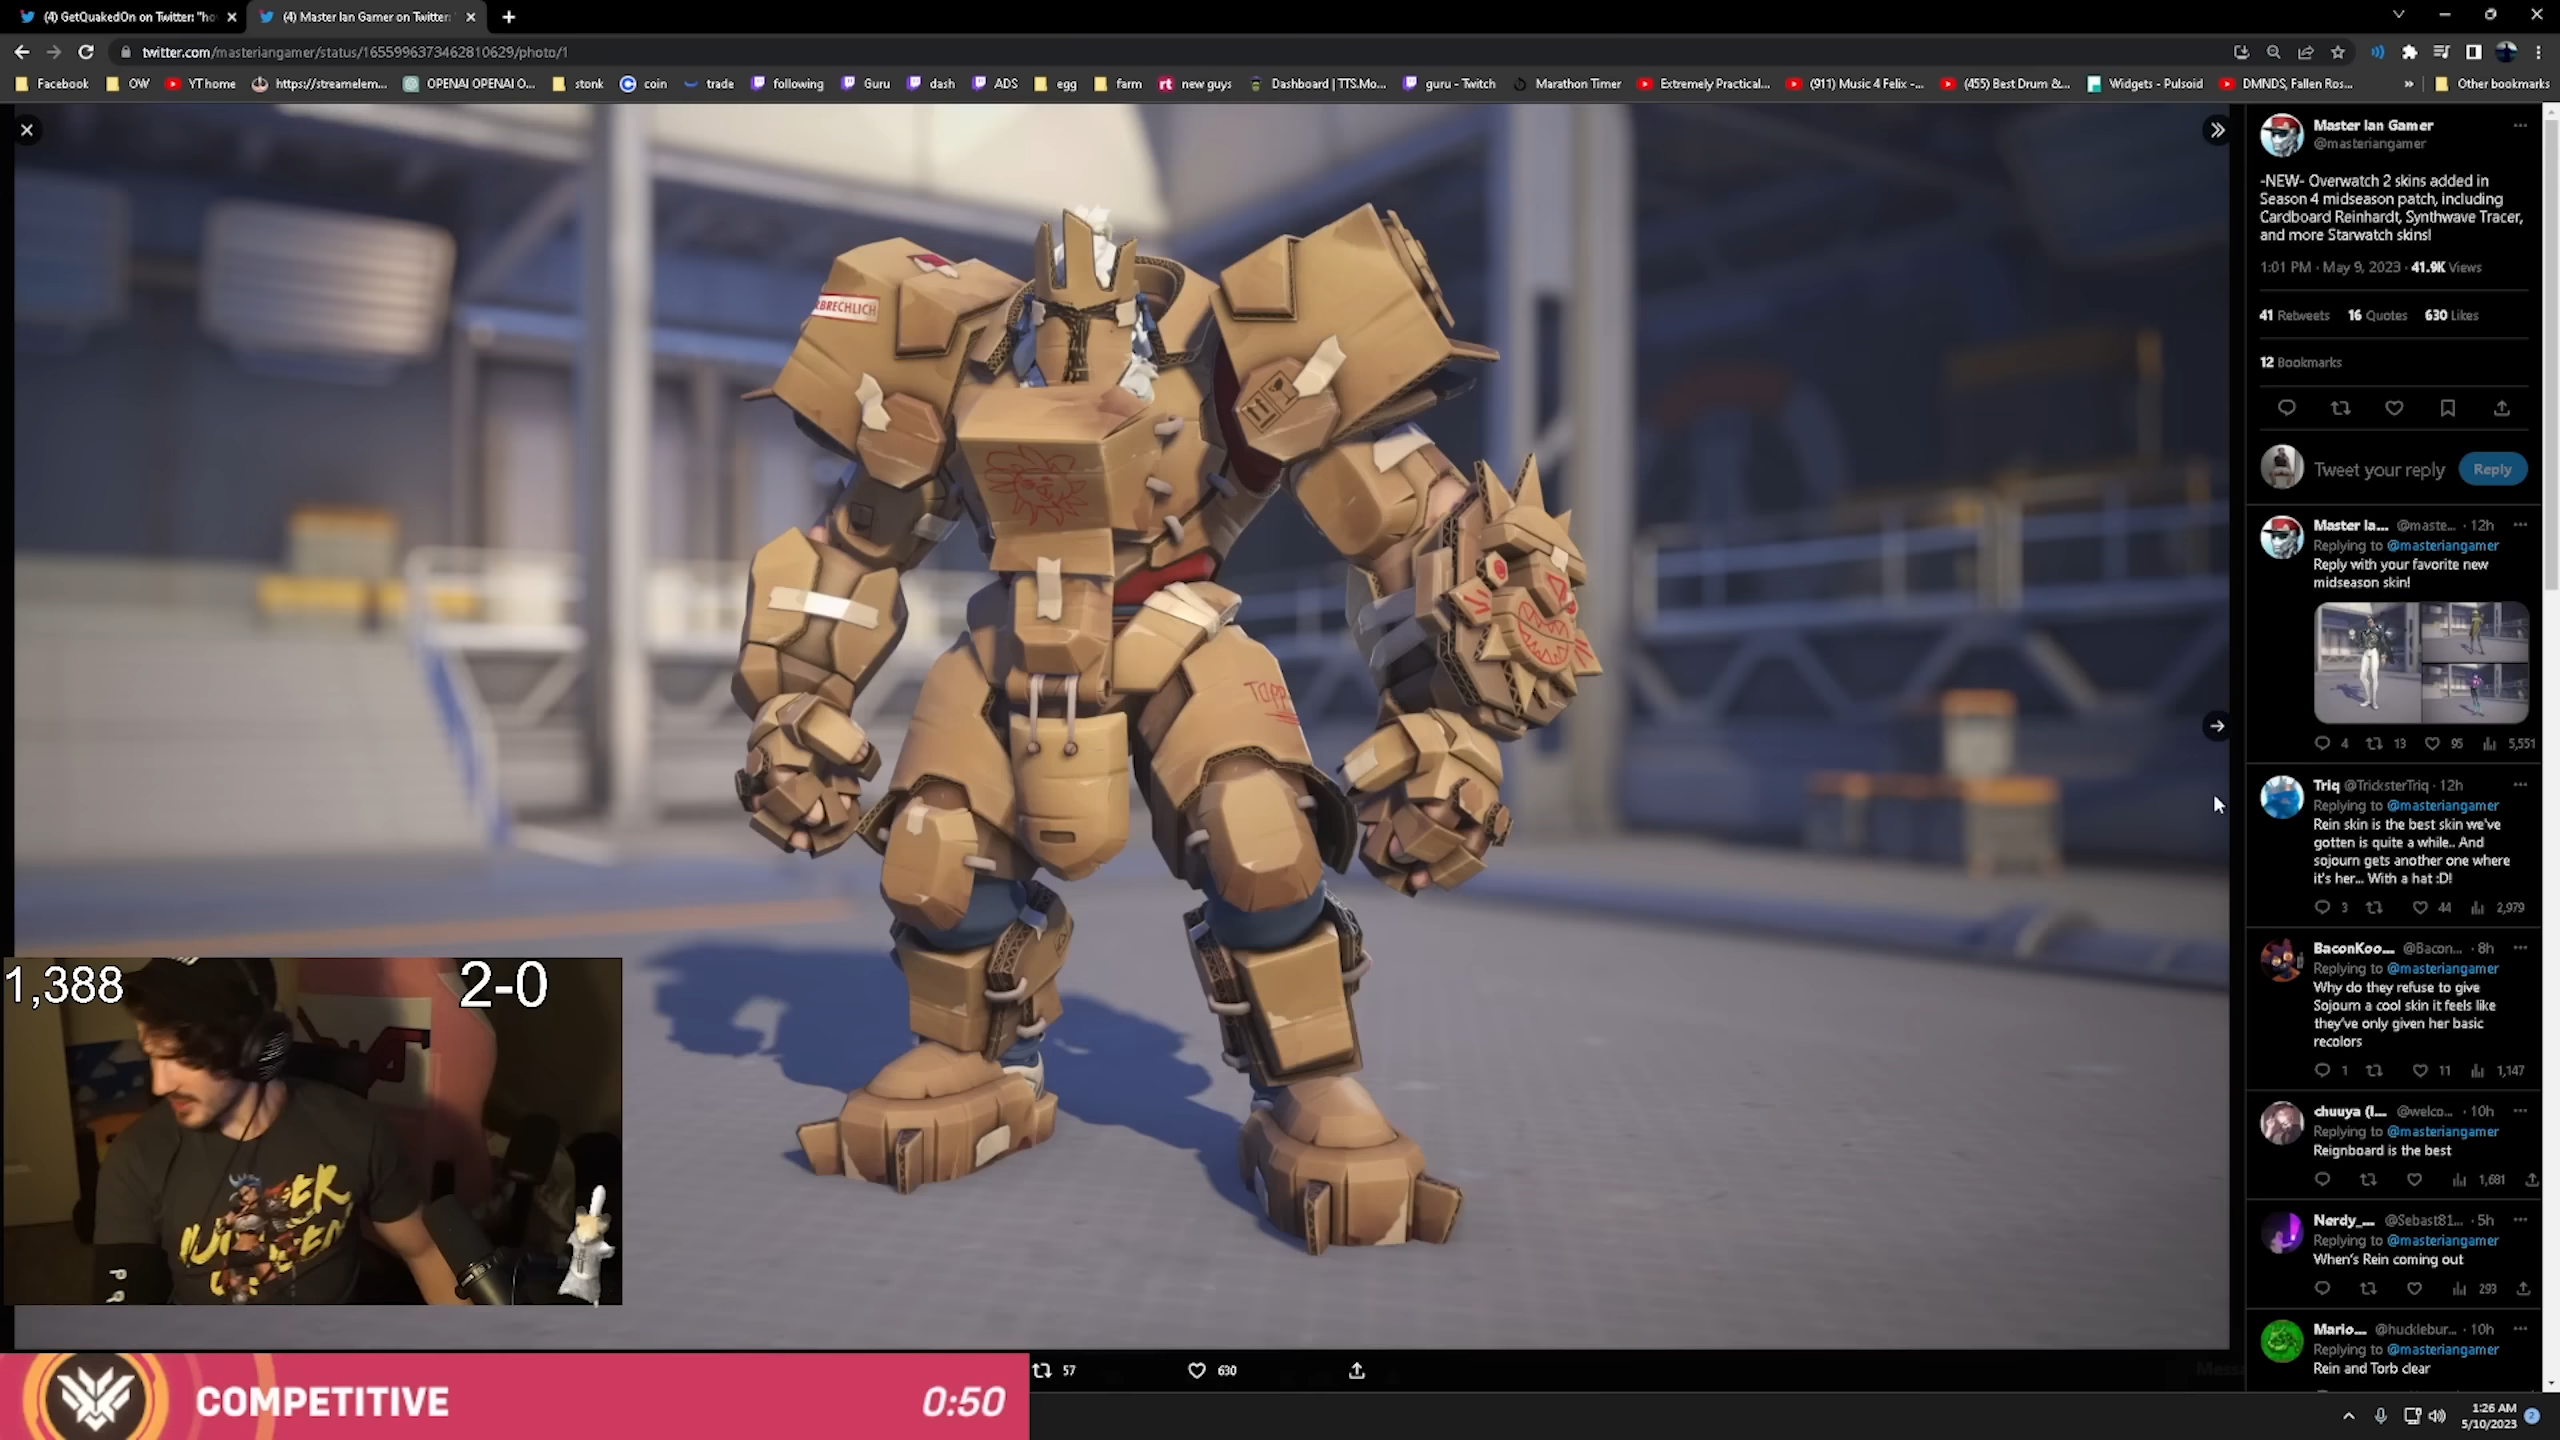 (4) GetQuakedOn on Twitter: "ho
(4) Master Ian Gamer on Twitter:
twitter.com/masteriangamer/status/1655996373462810629/photo/1
Facebook OW YT home https://streamelem... OPENAI OPENAI O... stonk coin trade following Guru dash ADS egg farm new guys Dashboard | TTS.Mo... guru - Twitch Marathon Timer Extremely Practical... (911) Music 4 Felix -... (455) Best Drum &... Widgets - Pulsoid DMNDS, Fallen Ros... » Other bookmarks
RBRECHLICH
TOPP
Master Ian Gamer
@masteriangamer
-NEW- Overwatch 2 skins added in
Season 4 midseason patch, including
Cardboard Reinhardt, Synthwave Tracer,
and more Starwatch skins!
1:01 PM · May 9, 2023 · 41.9K Views
41 Retweets 16 Quotes 630 Likes
12 Bookmarks
Tweet your reply Reply
Master Ia... @maste... · 12h
Replying to @masteriangamer
Reply with your favorite new
midseason skin!
4 13 95 5,551
Triq @TricksterTriq · 12h
Replying to @masteriangamer
Rein skin is the best skin we've
gotten is quite a while.. And
sojourn gets another one where
it's her... With a hat :D!
3 44 2,979
BaconKoo... @Bacon... · 8h
Replying to @masteriangamer
Why do they refuse to give
Sojourn a cool skin it feels like
they've only given her basic
recolors
1 11 1,147
chuuya (l... @welco... · 10h
Replying to @masteriangamer
Reignboard is the best
1,681
Nerdy_... @Sebast81... · 5h
Replying to @masteriangamer
When's Rein coming out
293
Mario... @hucklebur... · 10h
Replying to @masteriangamer
Rein and Torb clear
1,388 2-0
57 630
COMPETITIVE 0:50
1:26 AM
5/10/2023
2